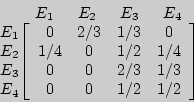 E1 E2 E3 E4
E1 0 2/3 1/3 0
E2 1/4 0 1/2 1/4
E3 0 0 2/3 1/3
E4 0 0 1/2 1/2